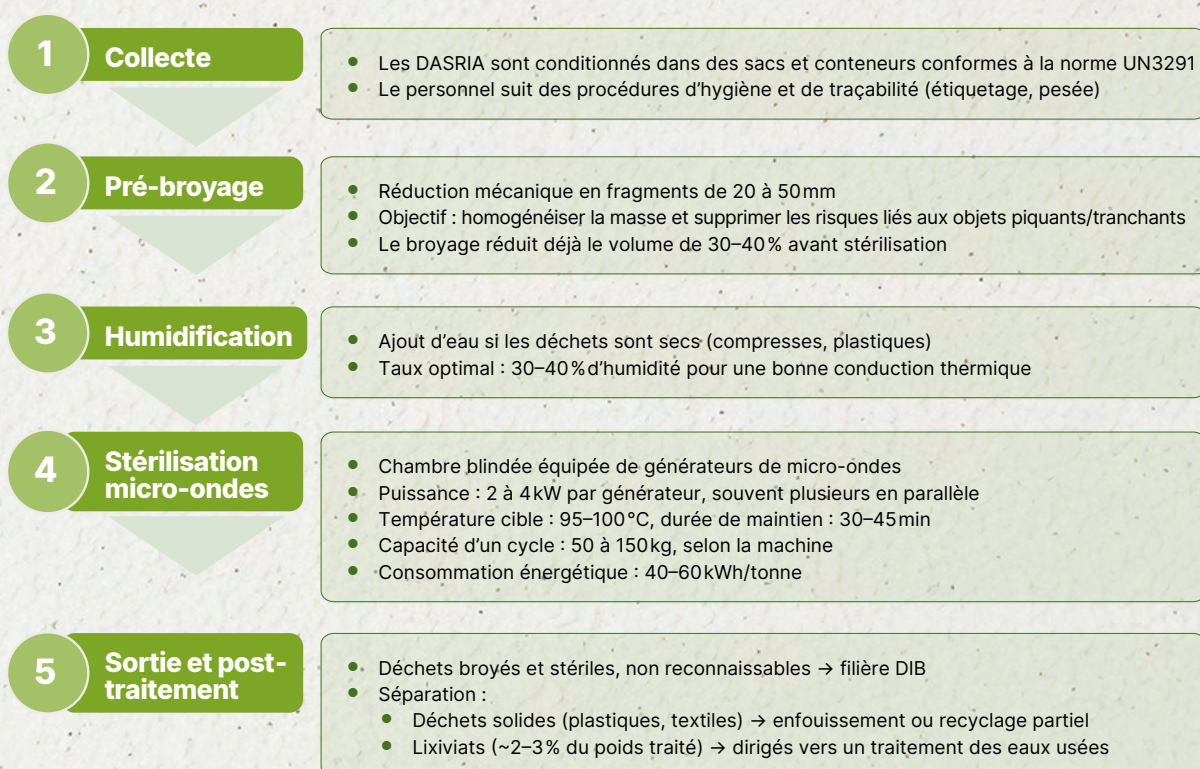 1
Collecte
• Les DASRIA sont conditionnés dans des sacs et conteneurs conformes à la norme UN3291
• Le personnel suit des procédures d’hygiène et de traçabilité (étiquetage, pesée)
2
Pré-broyage
• Réduction mécanique en fragments de 20 à 50 mm
• Objectif : homogénéiser la masse et supprimer les risques liés aux objets piquants/tranchants
• Le broyage réduit déjà le volume de 30–40 % avant stérilisation
3
Humidification
• Ajout d’eau si les déchets sont secs (compresses, plastiques)
• Taux optimal : 30–40 % d’humidité pour une bonne conduction thermique
4
Stérilisation
micro-ondes
• Chambre blindée équipée de générateurs de micro-ondes
• Puissance : 2 à 4 kW par générateur, souvent plusieurs en parallèle
• Température cible : 95–100 °C, durée de maintien : 30–45 min
• Capacité d’un cycle : 50 à 150 kg, selon la machine
• Consommation énergétique : 40–60 kWh/tonne
5
Sortie et post-
traitement
• Déchets broyés et stériles, non reconnaissables → filière DIB
• Séparation :
• Déchets solides (plastiques, textiles) → enfouissement ou recyclage partiel
• Lixiviats (~2–3 % du poids traité) → dirigés vers un traitement des eaux usées